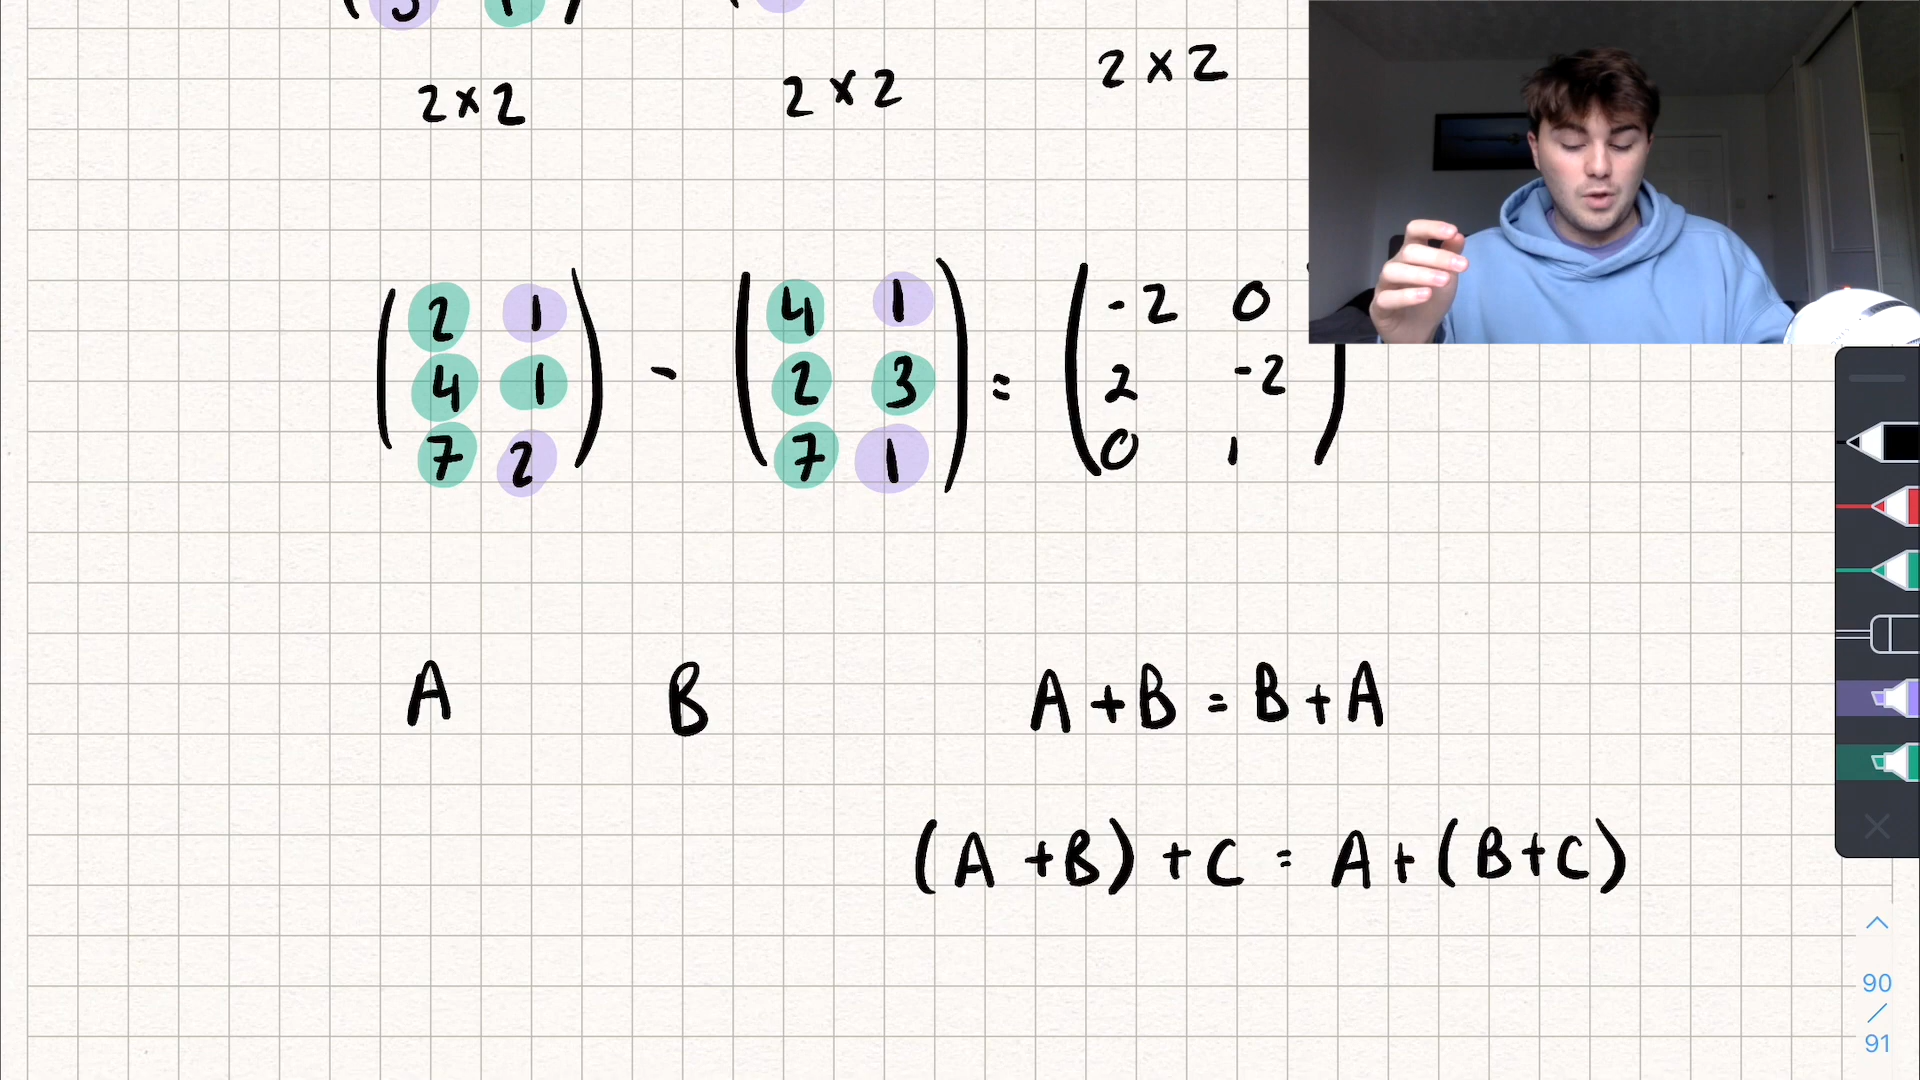 2 × 2 2 × 2 2 × 2
( 2 1 ) - ( 4 1 ) = ( -2 0
4 1 2 3 2 -2 )
7 2 7 1 0 1
A B A + B = B + A
(A + B) + C = A + (B + C)
90
/
91